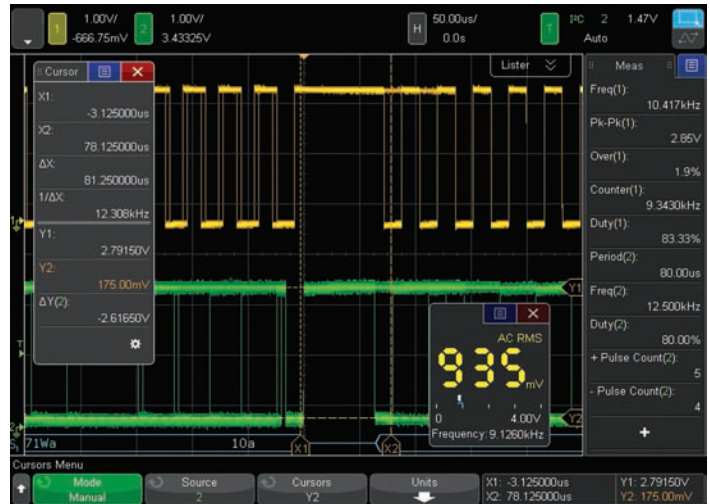 1 1.00V/ -666.75mV 2 1.00V/ 3.43325V H 50.00us/ 0.0s T I²C 2 1.47V Auto
Lister
Cursor
X1:
-3.125000us
X2:
78.125000us
ΔX:
81.250000us
1/ΔX:
12.308kHz
Y1:
2.79150V
Y2:
175.00mV
ΔY(2):
-2.61650V
Meas
Freq(1):
10.417kHz
Pk-Pk(1):
2.85V
Over(1):
1.9%
Counter(1):
9.3430kHz
Duty(1):
83.33%
Period(2):
80.00us
Freq(2):
12.500kHz
Duty(2):
80.00%
+ Pulse Count(2):
5
- Pulse Count(2):
4
+
AC RMS
935 mV
0 4.00V
Frequency: 9.1260kHz
Y1
Y2
T
S₁ 71Wa 10a X1 X2
Cursors Menu
Mode
Manual
Source
2
Cursors
Y2
Units
X1: -3.125000us
X2: 78.125000us
Y1: 2.79150V
Y2: 175.00mV